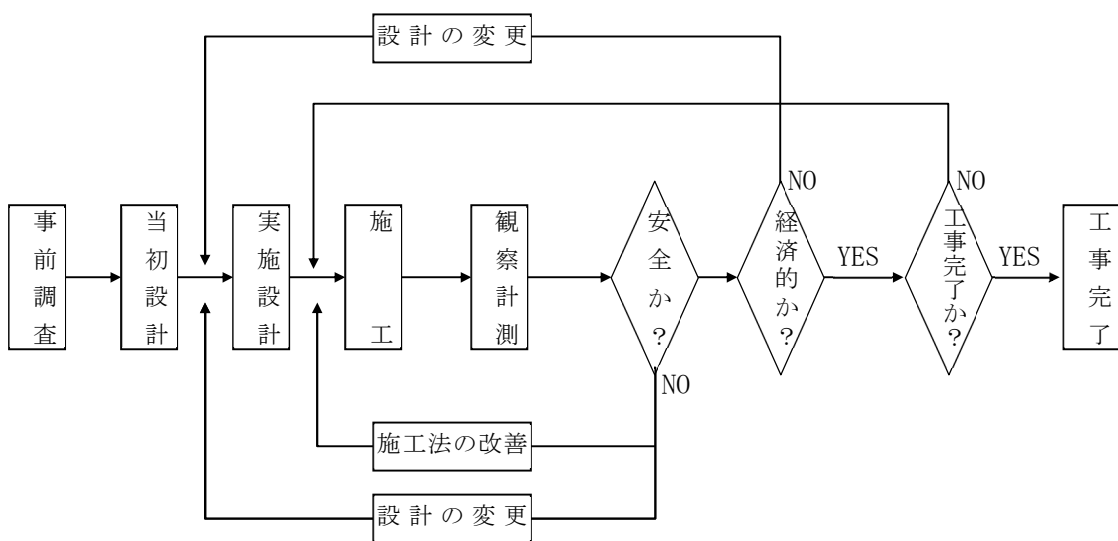 設計の変更
NO
NO
事前調査
当初設計
実施設計
施工
観察計測
安全か？
経済的か？
YES
工事完了か？
YES
工事完了
NO
施工法の改善
設計の変更